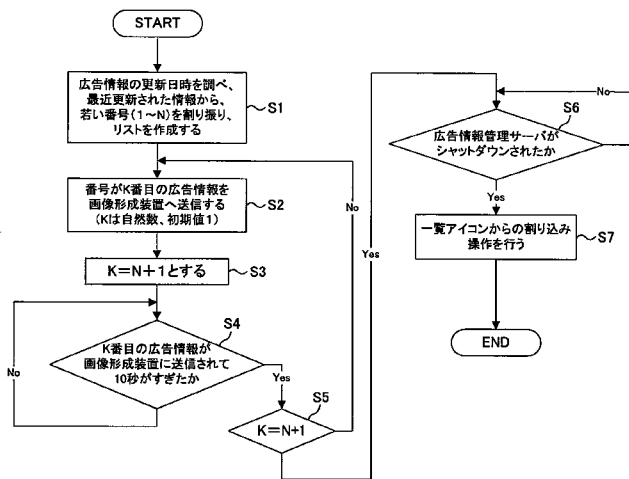 START
広告情報の更新日時を調べ、
最近更新された情報から、
若い番号(1～N)を割り振り、
リストを作成する
S1
番号がK番目の広告情報を
画像形成装置へ送信する
(Kは自然数、初期値1)
S2
K＝N＋1とする
S3
K番目の広告情報が
画像形成装置に送信されて
10秒がすぎたか
S4
No
Yes
K＝N+1
S5
No
Yes
広告情報管理サーバが
シャットダウンされたか
S6
No
Yes
一覧アイコンからの割り込み
操作を行う
S7
END